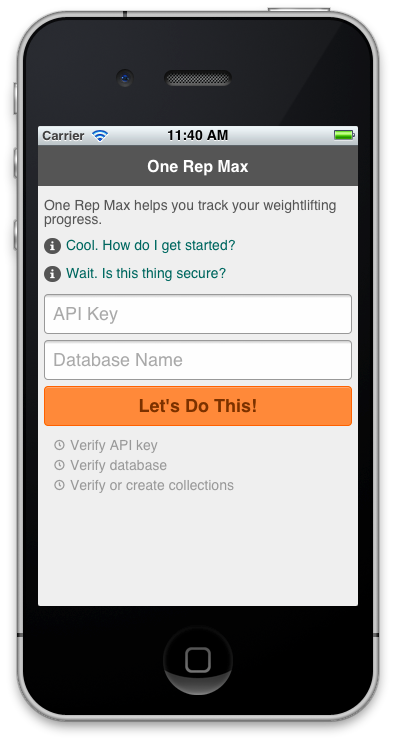 Carrier 11:40 AM
One Rep Max
One Rep Max helps you track your weightlifting
progress.
Cool. How do I get started?
Wait. Is this thing secure?
API Key
Database Name
Let's Do This!
Verify API key
Verify database
Verify or create collections